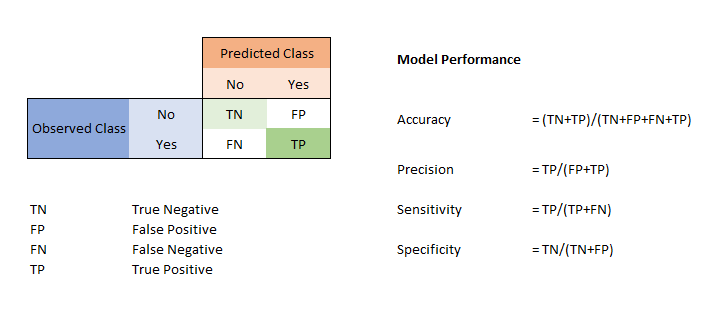 Predicted Class
No Yes
Observed Class
No TN FP
Yes FN TP
TN True Negative
FP False Positive
FN False Negative
TP True Positive
Model Performance
Accuracy = (TN+TP)/(TN+FP+FN+TP)
Precision = TP/(FP+TP)
Sensitivity = TP/(TP+FN)
Specificity = TN/(TN+FP)